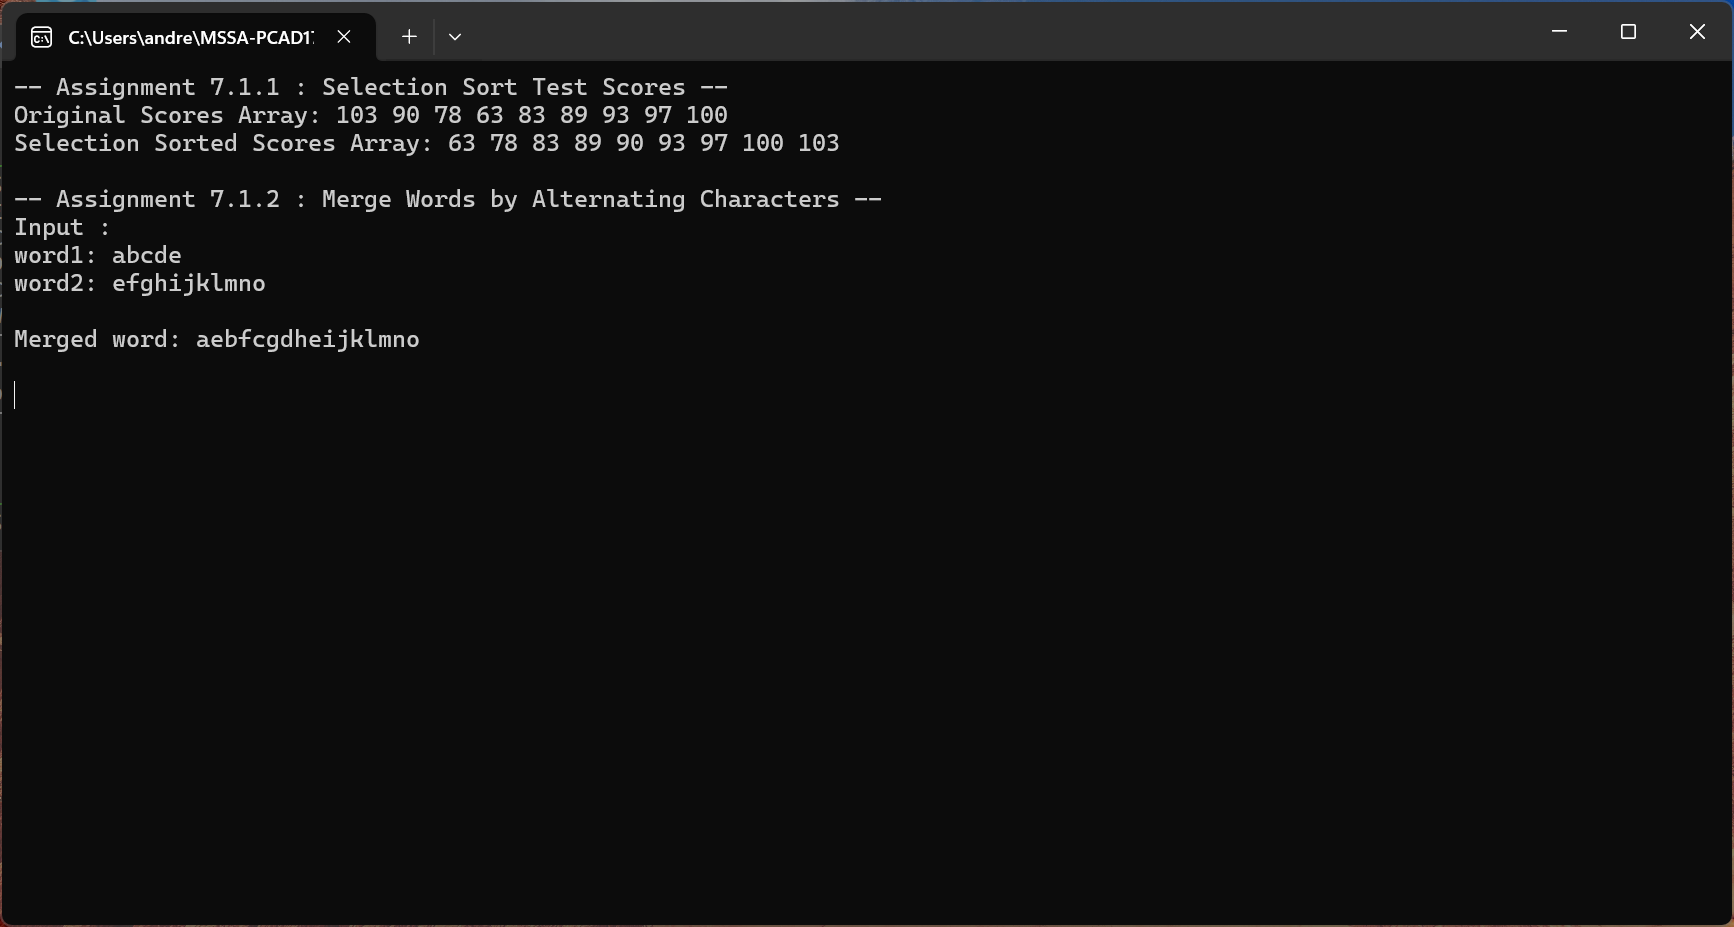 C:\Users\andre\MSSA-PCAD17
-- Assignment 7.1.1 : Selection Sort Test Scores --
Original Scores Array: 103 90 78 63 83 89 93 97 100
Selection Sorted Scores Array: 63 78 83 89 90 93 97 100 103
-- Assignment 7.1.2 : Merge Words by Alternating Characters --
Input :
word1: abcde
word2: efghijklmno
Merged word: aebfcgdheijklmno